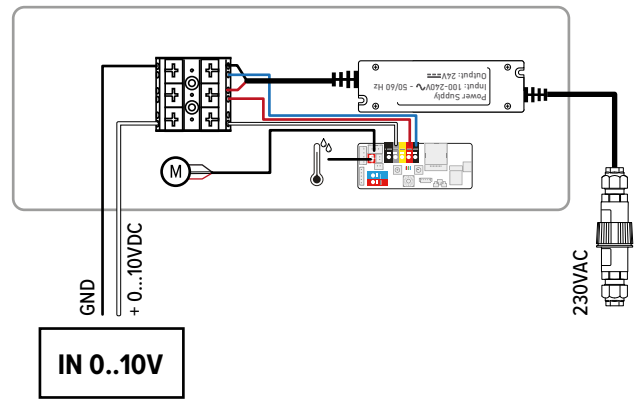 Power Supply
Input: 100-240V~ - 50/60 Hz
Output: 24V⎓
M
GND
+ 0...10VDC
230VAC
IN 0..10V